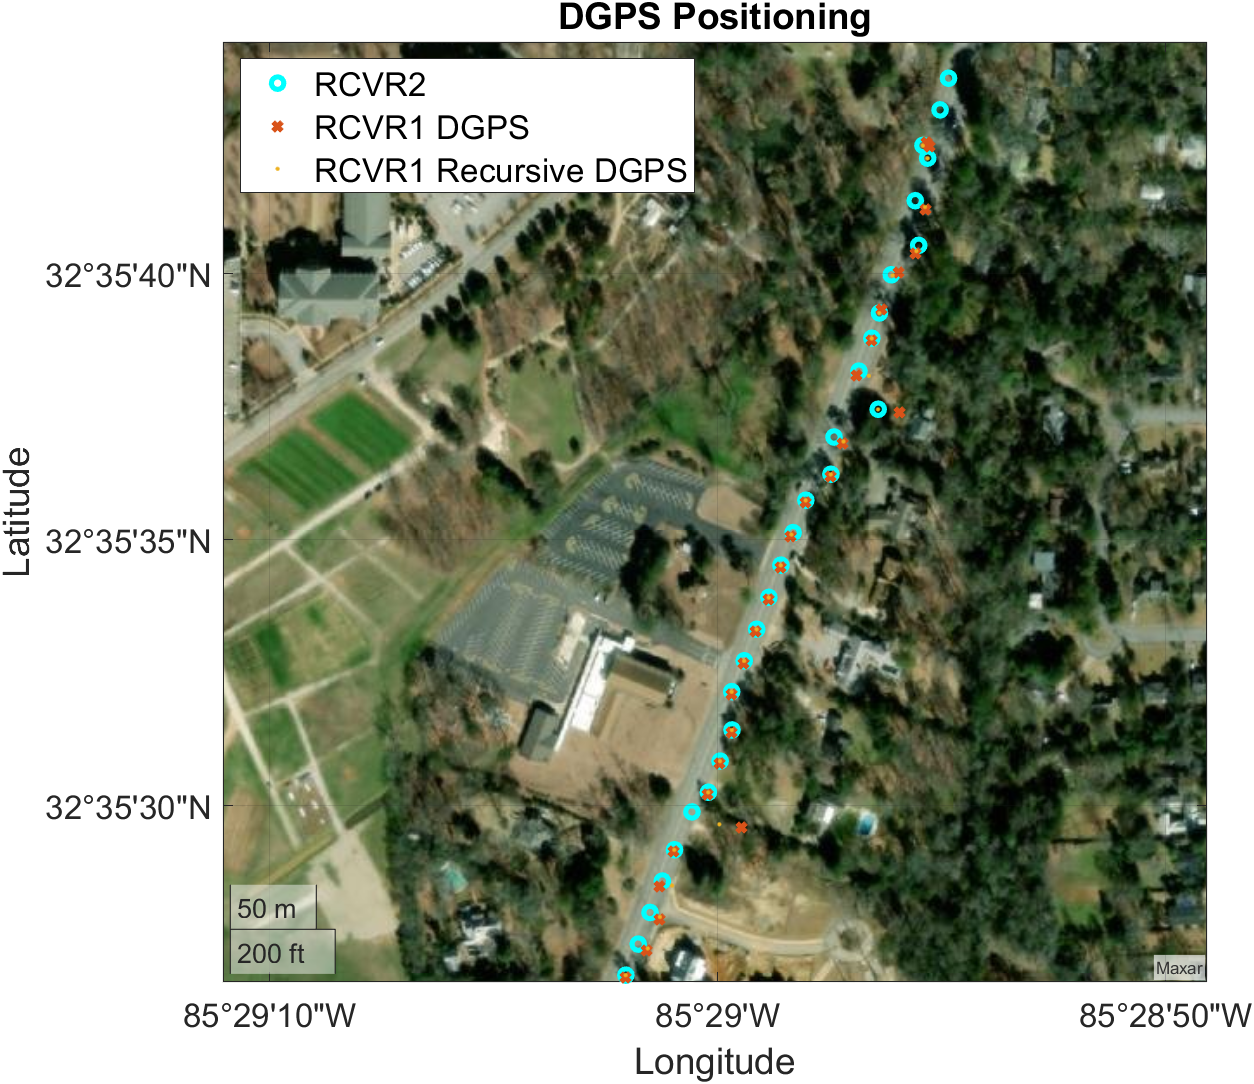 DGPS Positioning
RCVR2
RCVR1 DGPS
RCVR1 Recursive DGPS
Latitude
32°35'40"N
32°35'35"N
32°35'30"N
50 m
200 ft
Maxar
85°29'10"W
85°29'W
85°28'50"W
Longitude